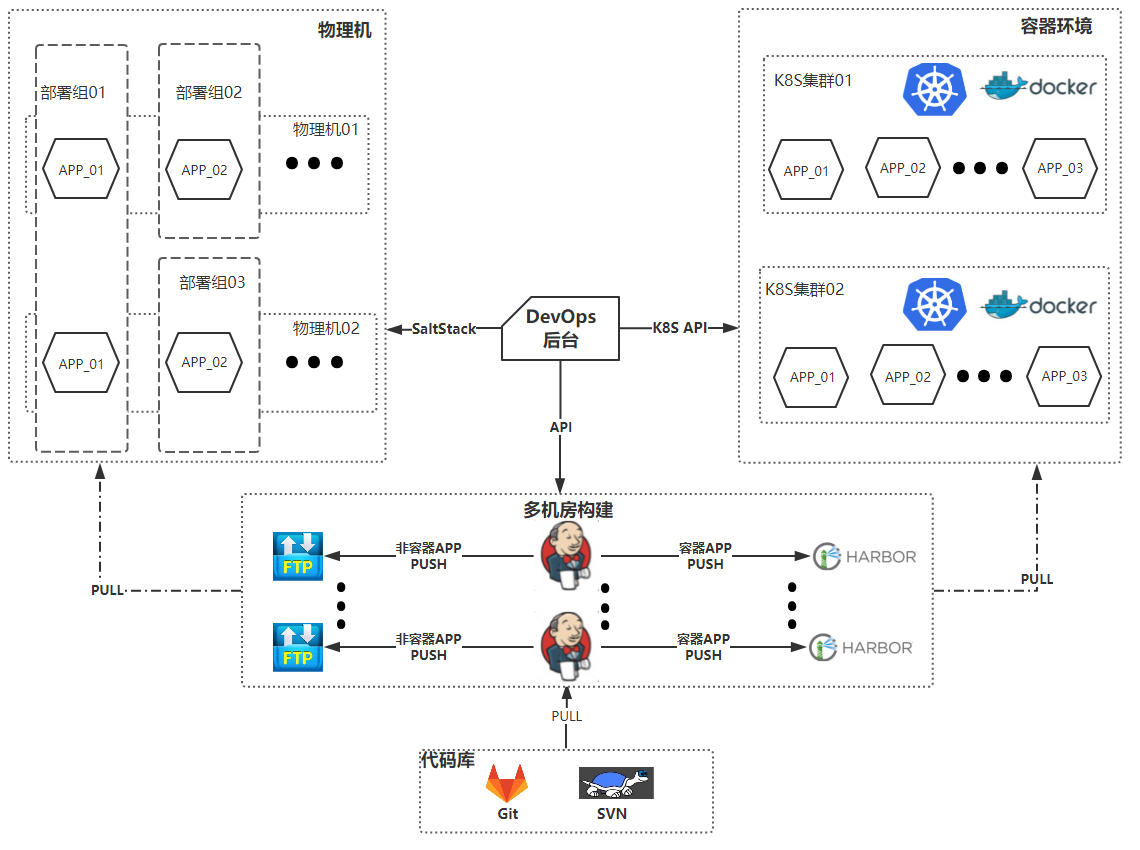 物理机
部署组01
部署组02
物理机01
APP_01
APP_02
部署组03
物理机02
APP_01
APP_02
容器环境
K8S集群01
docker
APP_01
APP_02
APP_03
K8S集群02
docker
APP_01
APP_02
APP_03
SaltStack
DevOps
后台
K8S API
API
PULL
PULL
多机房构建
FTP
非容器APP
PUSH
容器APP
PUSH
HARBOR
FTP
非容器APP
PUSH
容器APP
PUSH
HARBOR
PULL
代码库
Git
SVN